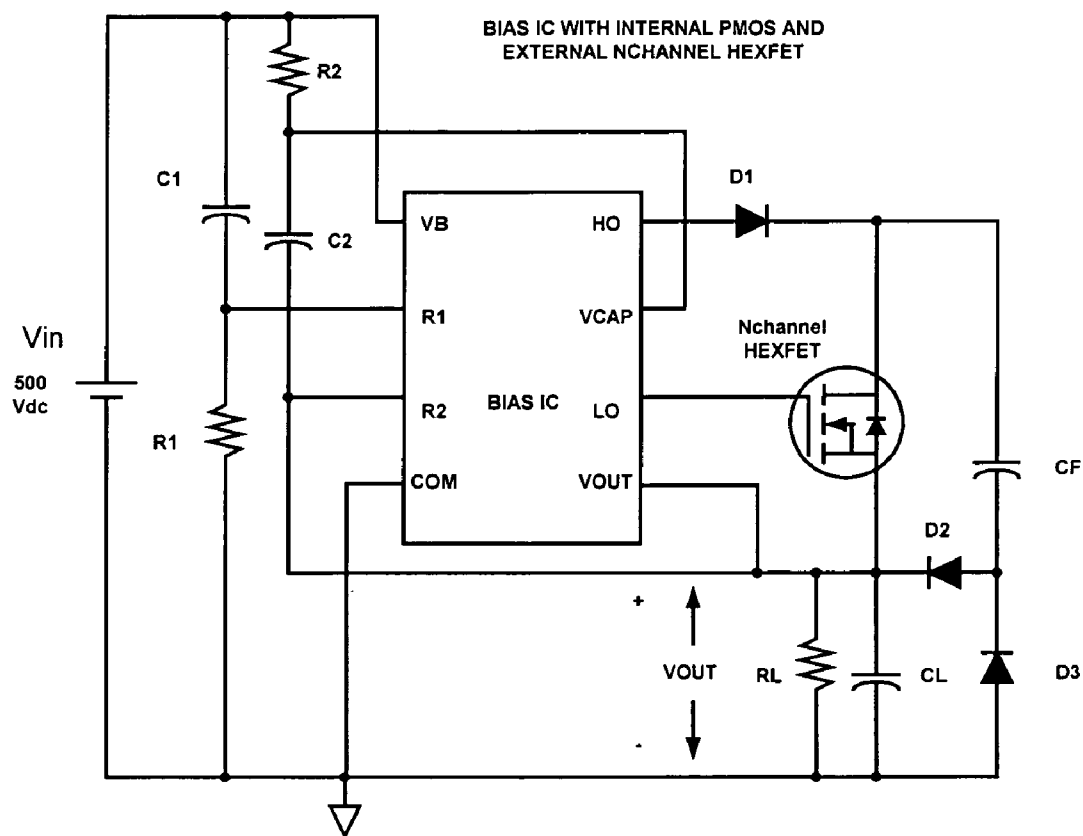 BIAS IC WITH INTERNAL PMOS AND
EXTERNAL NCHANNEL HEXFET
R2
C1
C2
D1
VB
HO
R1
VCAP
Nchannel
HEXFET
Vin
500
Vdc
R1
R2
BIAS IC
LO
COM
VOUT
CF
D2
+
VOUT
RL
CL
D3
-